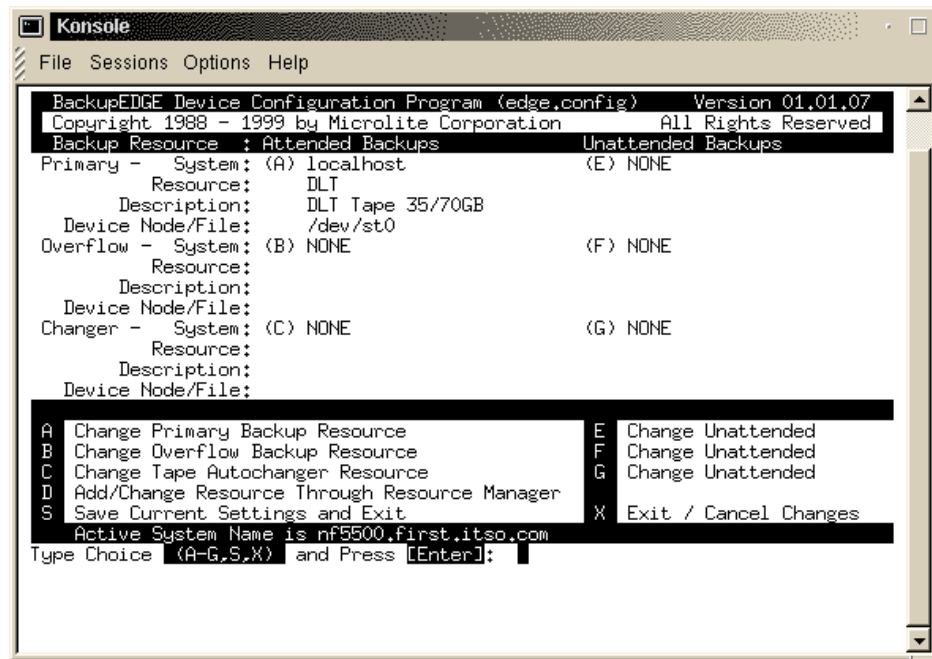 Konsole
File Sessions Options Help
BackupEDGE Device Configuration Program (edge.config) Version 01.01.07
Copyright 1988 - 1999 by Microlite Corporation All Rights Reserved
Backup Resource : Attended Backups Unattended Backups
Primary - System: (A) localhost (E) NONE
Resource: DLT
Description: DLT Tape 35/70GB
Device Node/File: /dev/st0
Overflow - System: (B) NONE (F) NONE
Resource:
Description:
Device Node/File:
Changer - System: (C) NONE (G) NONE
Resource:
Description:
Device Node/File:
A Change Primary Backup Resource E Change Unattended
B Change Overflow Backup Resource F Change Unattended
C Change Tape Autochanger Resource G Change Unattended
D Add/Change Resource Through Resource Manager
S Save Current Settings and Exit X Exit / Cancel Changes
Active System Name is nf5500.first.itso.com
Type Choice (A-G,S,X) and Press [Enter]: